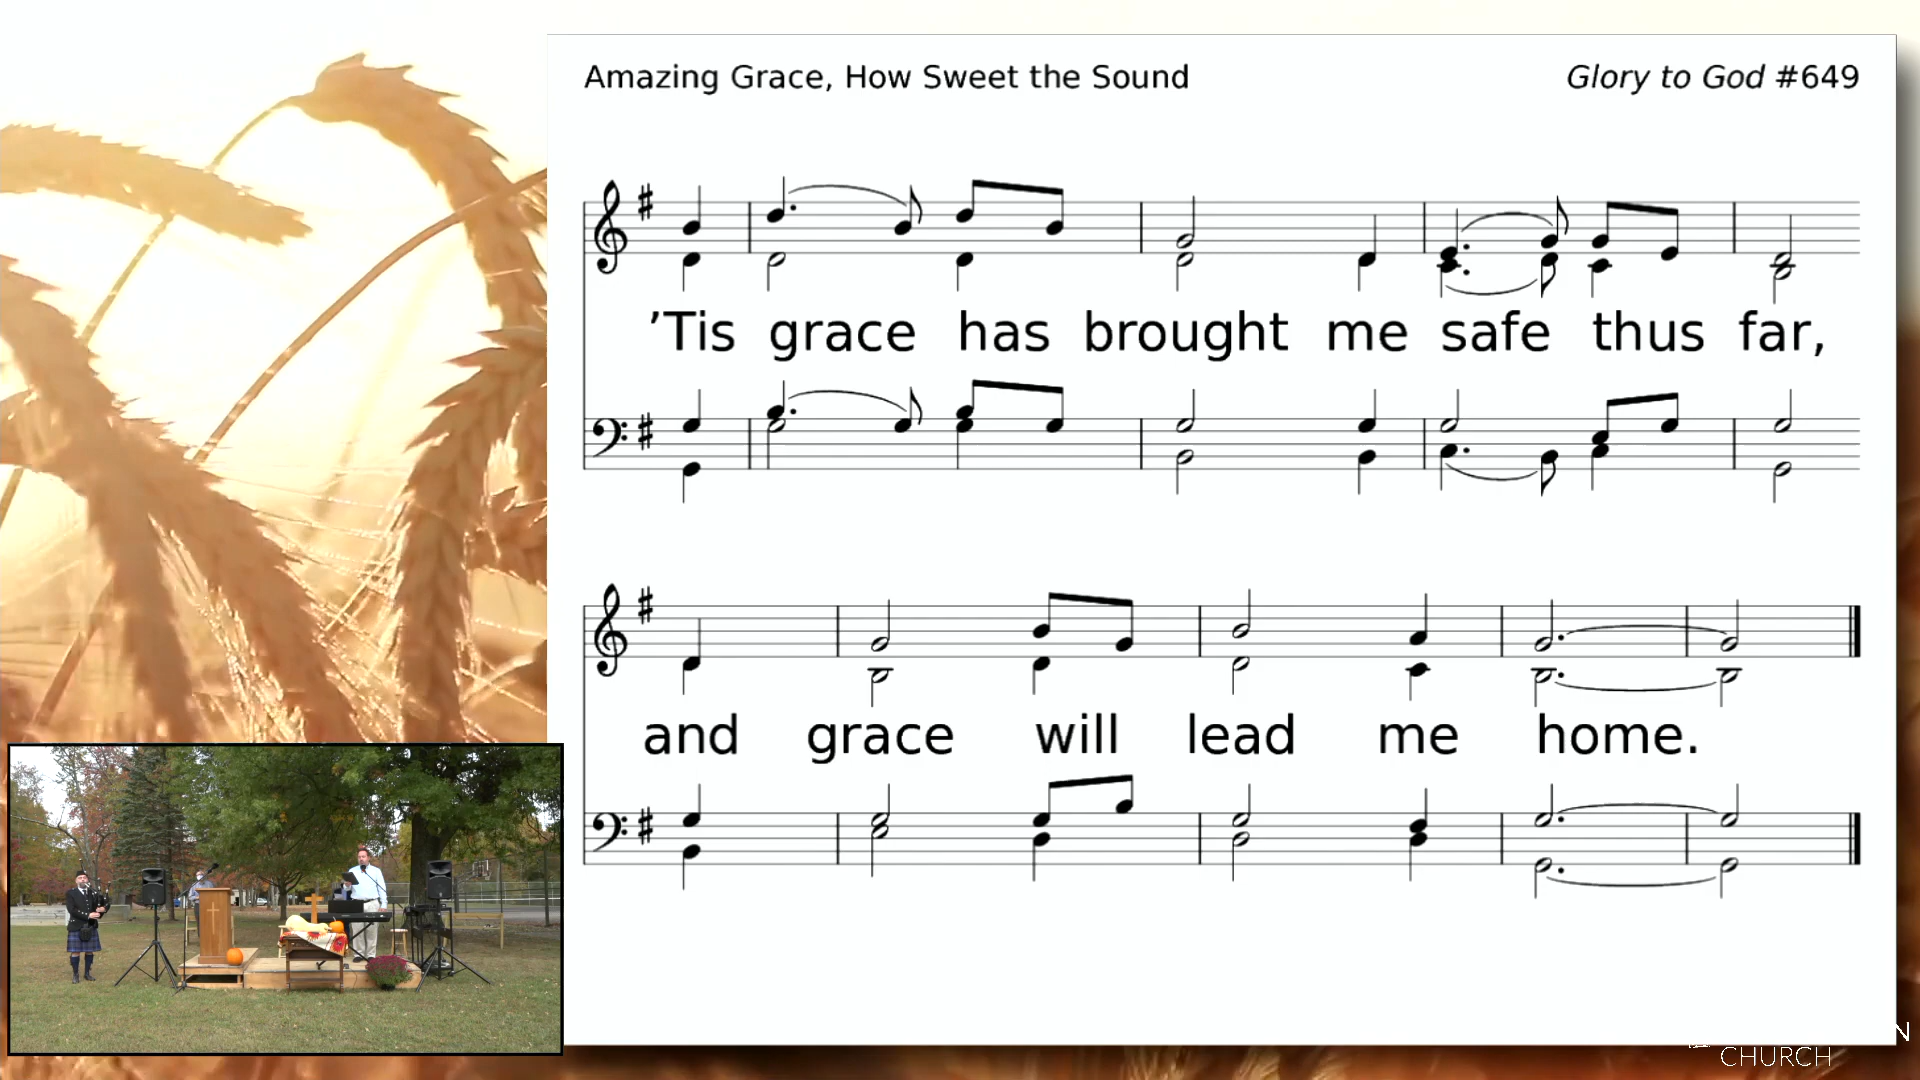 Amazing Grace, How Sweet the Sound
Glory to God #649
’Tis grace has brought me safe thus far,
and grace will lead me home.
CHURCH